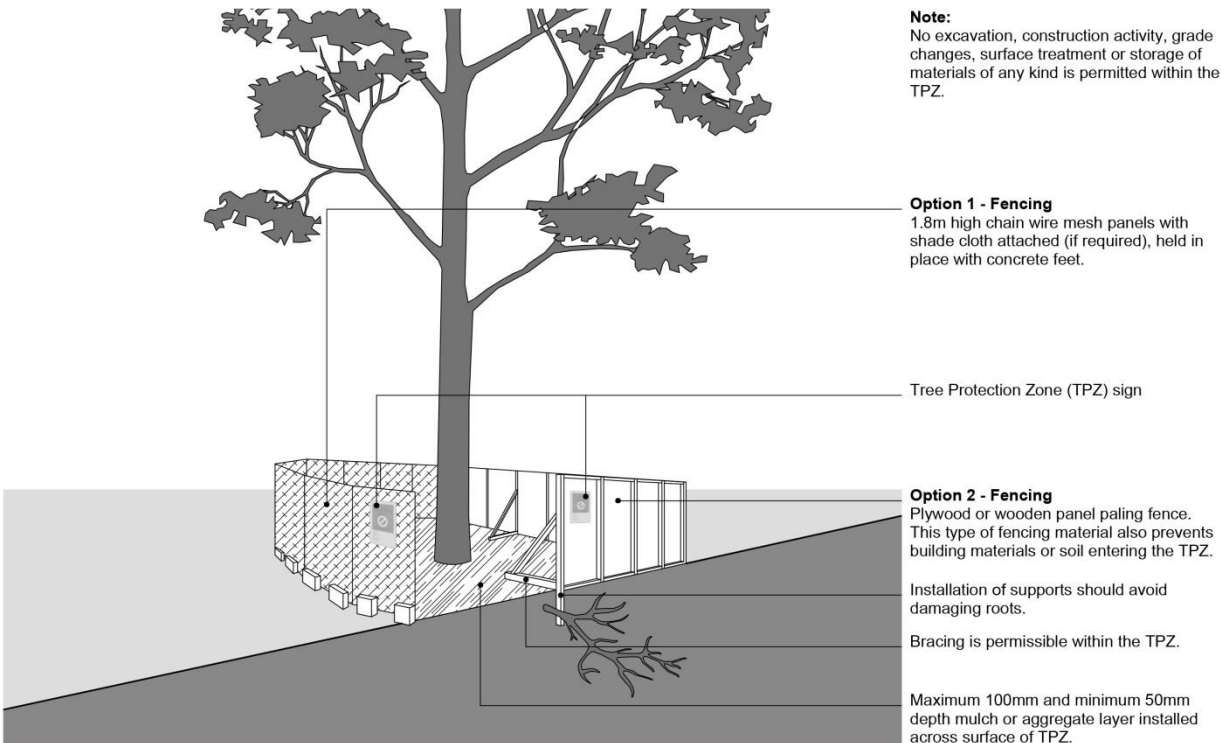 Note:
No excavation, construction activity, grade
changes, surface treatment or storage of
materials of any kind is permitted within the
TPZ.
Option 1 - Fencing
1.8m high chain wire mesh panels with
shade cloth attached (if required), held in
place with concrete feet.
Tree Protection Zone (TPZ) sign
Option 2 - Fencing
Plywood or wooden panel paling fence.
This type of fencing material also prevents
building materials or soil entering the TPZ.
Installation of supports should avoid
damaging roots.
Bracing is permissible within the TPZ.
Maximum 100mm and minimum 50mm
depth mulch or aggregate layer installed
across surface of TPZ.